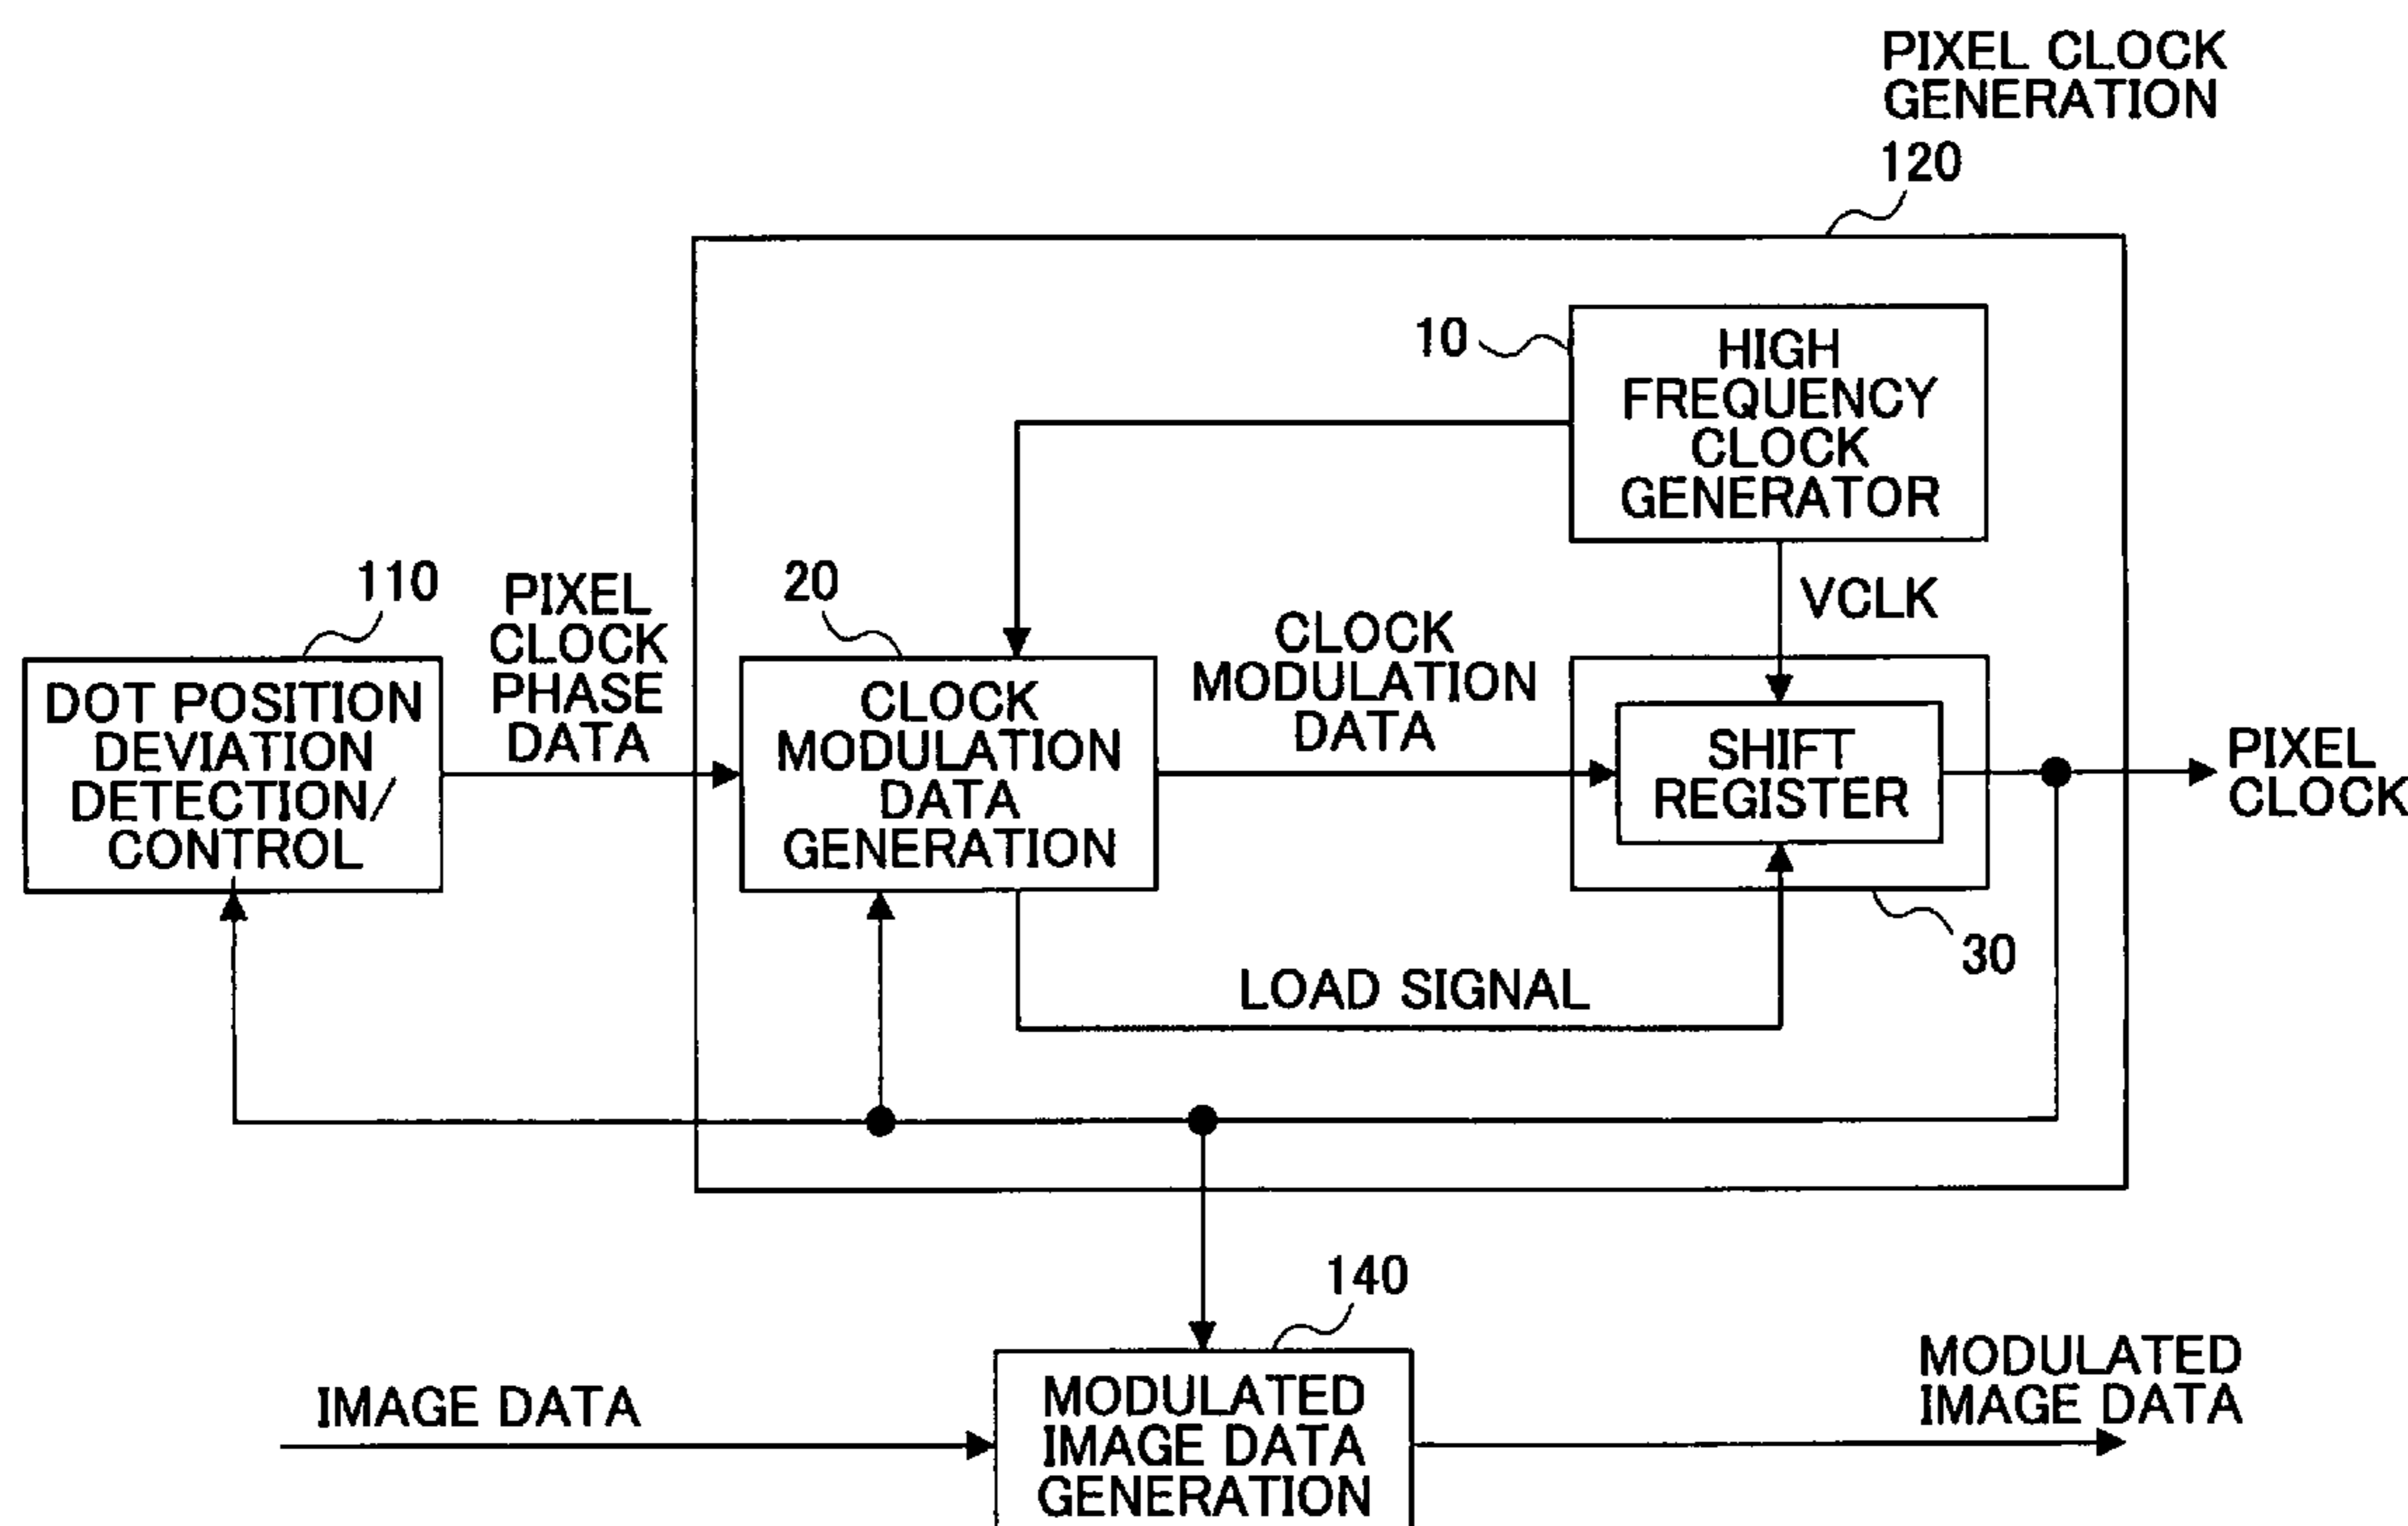 PIXEL CLOCK
GENERATION
120
10
HIGH
FREQUENCY
CLOCK
GENERATOR
VCLK
110
PIXEL
CLOCK
PHASE
DATA
20
CLOCK
MODULATION
DATA
DOT POSITION
DEVIATION
DETECTION/
CONTROL
CLOCK
MODULATION
DATA
GENERATION
SHIFT
REGISTER
PIXEL
CLOCK
30
LOAD SIGNAL
140
IMAGE DATA
MODULATED
IMAGE DATA
GENERATION
MODULATED
IMAGE DATA